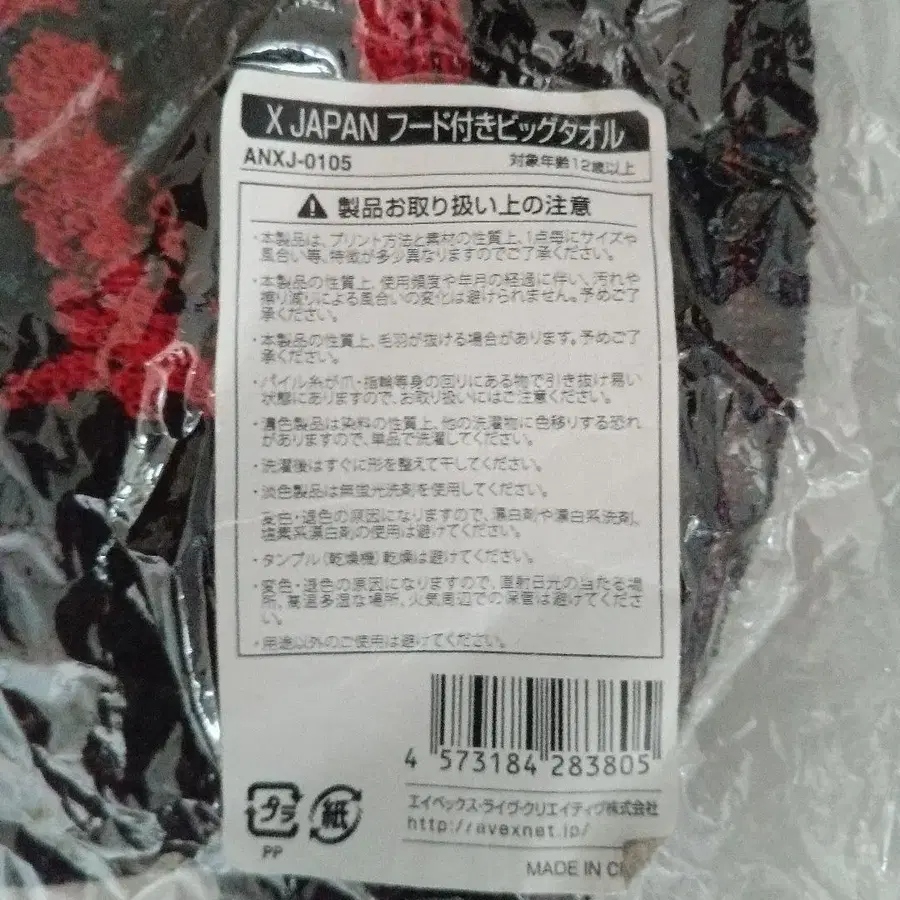 X JAPAN フード付きビッグタオル
ANXJ-0105 対象年齢12歳以上
製品お取り扱い上の注意
・本製品は、プリント方法と素材の性質上、1点毎にサイズや
風合い等、特徴が多少異なりますのでご了承ください。
・本製品の性質上、使用頻度や年月の経過に伴い、汚れや
擦り減りによる風合いの変化は避けられません。予めご了
承ください。
・本製品の性質上、毛羽が抜ける場合があります。予めご了
承ください。
・パイル糸が爪・指輪等身の回りにある物で引き抜け易い
状態にありますので、お取り扱いにはご注意ください。
・濃色製品は染料の性質上、他の洗濯物に色移りする恐れ
がありますので、単品で洗濯してください。
・洗濯後はすぐに形を整えて干してください。
・淡色製品は無蛍光洗剤を使用してください。
変色・退色の原因になりますので、漂白剤や漂白系洗剤、
塩素系漂白剤の使用は避けてください。
・タンブル(乾燥機)乾燥は避けてください。
・変色・退色の原因になりますので、直射日光の当たる場
所、高温多湿な場所、火気周辺での保管は避けてくださ
い。
・用途以外のご使用は避けてください。
4 573184 283805
プラ
紙
PP
エイベックス・ライヴ・クリエイティヴ株式会社
http://avexnet.jp/
MADE IN